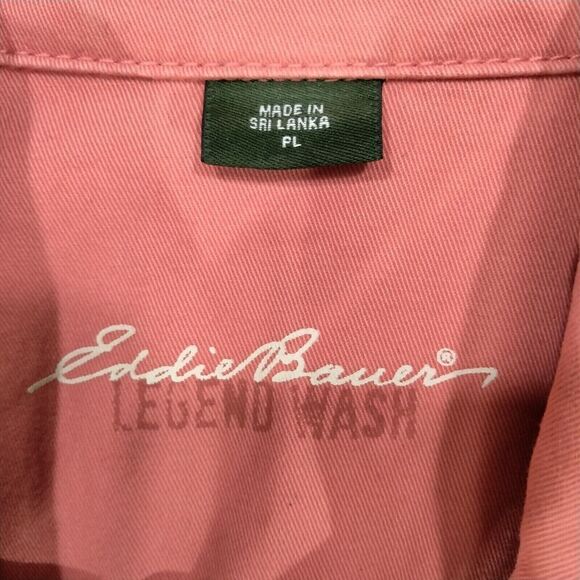 MADE IN
SRI LANKA
PL
Eddie Bauer®
LEGEND WASH